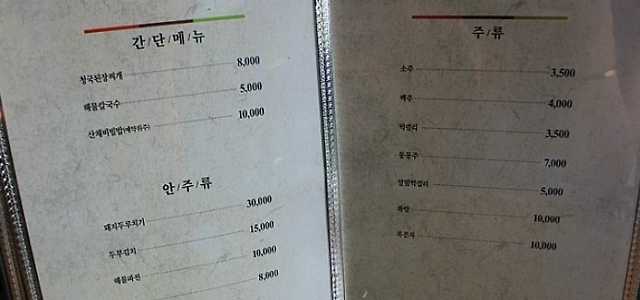 간/단/메/뉴
청국된장찌개 8,000
해물칼국수 5,000
산채비빔밥(예약위주) 10,000
안/주/류
돼지두루치기 30,000
두부김치 15,000
해물파전 10,000
8,000
주/류
소주 3,500
맥주 4,000
막걸리 3,500
동동주 7,000
알밤막걸리 5,000
10,000
복분자 10,000